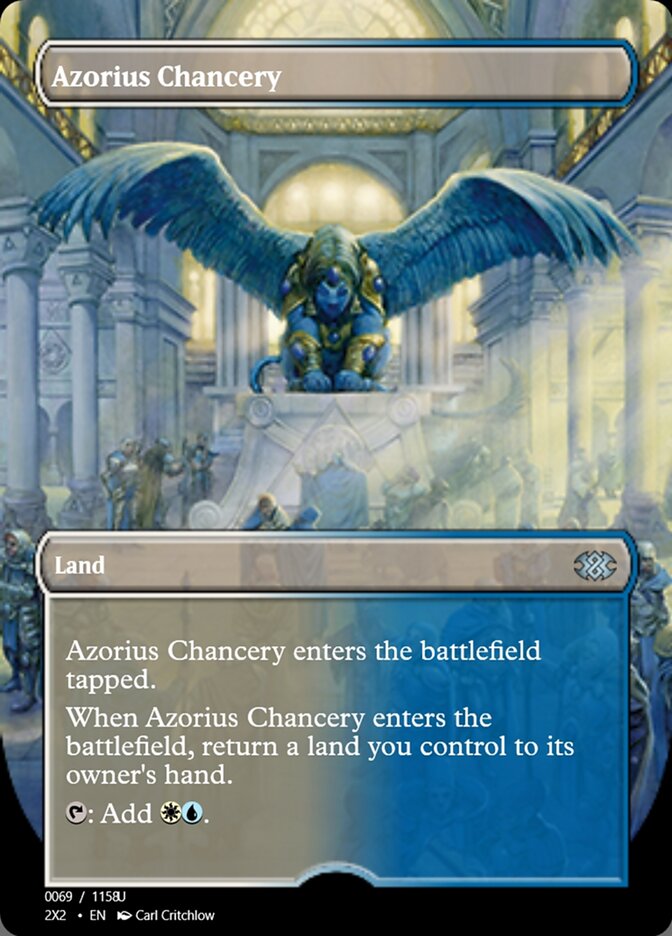 Azorius Chancery
Land
Azorius Chancery enters the battlefield
tapped.
When Azorius Chancery enters the
battlefield, return a land you control to its
owner's hand.
: Add .
0069 / 1158U
2X2 • EN Carl Critchlow